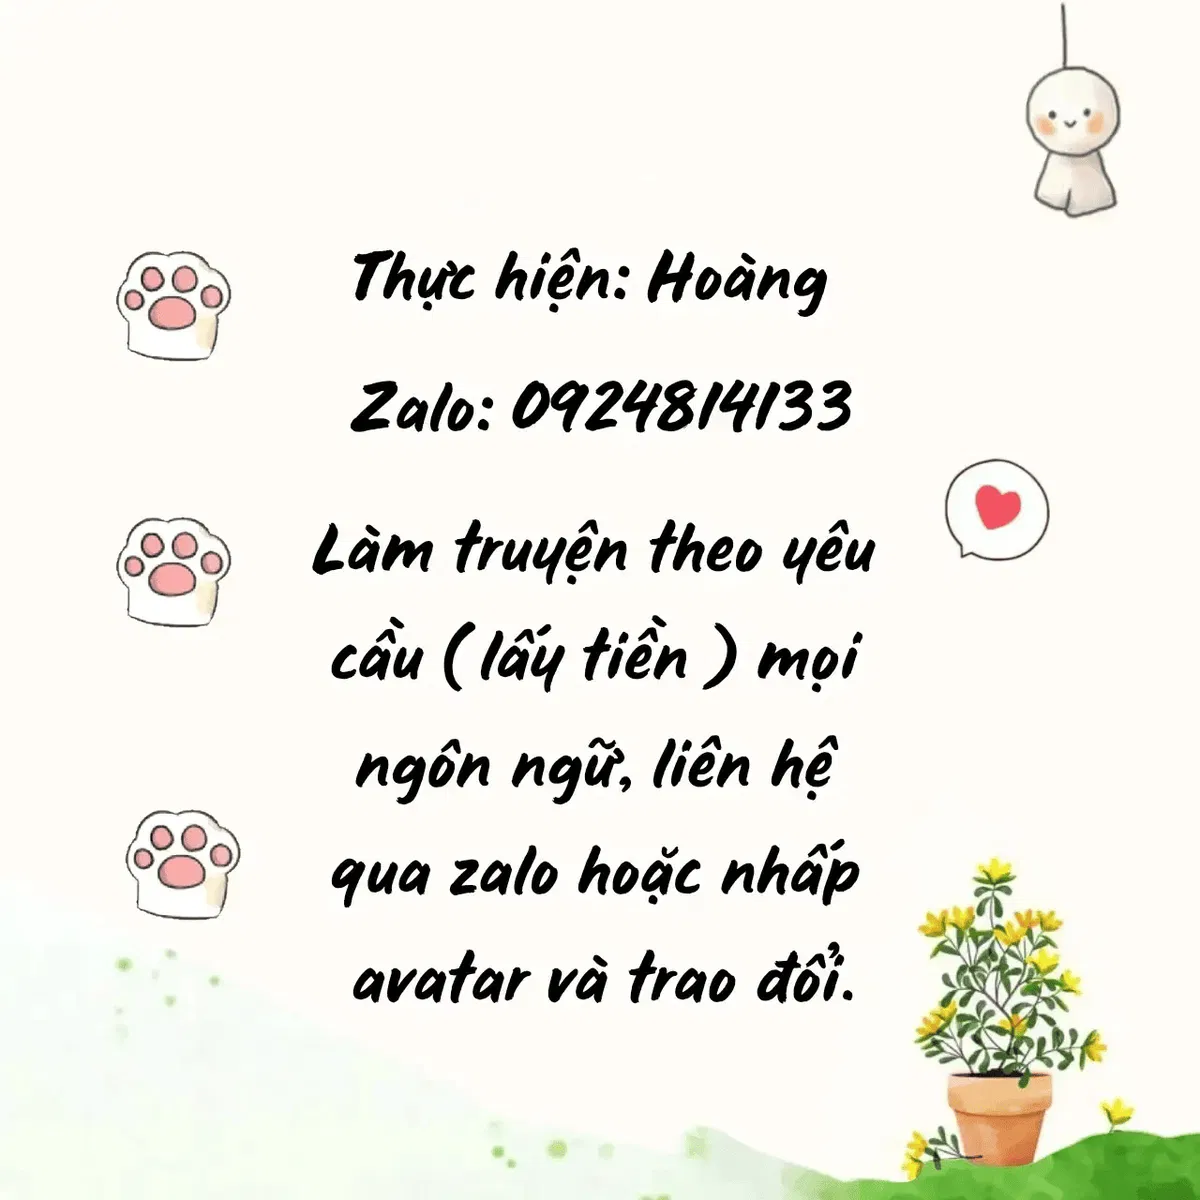 Thực hiện: Hoàng
Zalo: 0924814133
Làm truyện theo yêu
cầu ( lấy tiền ) mọi
ngôn ngữ, liên hệ
qua zalo hoặc nhấp
avatar và trao đổi.